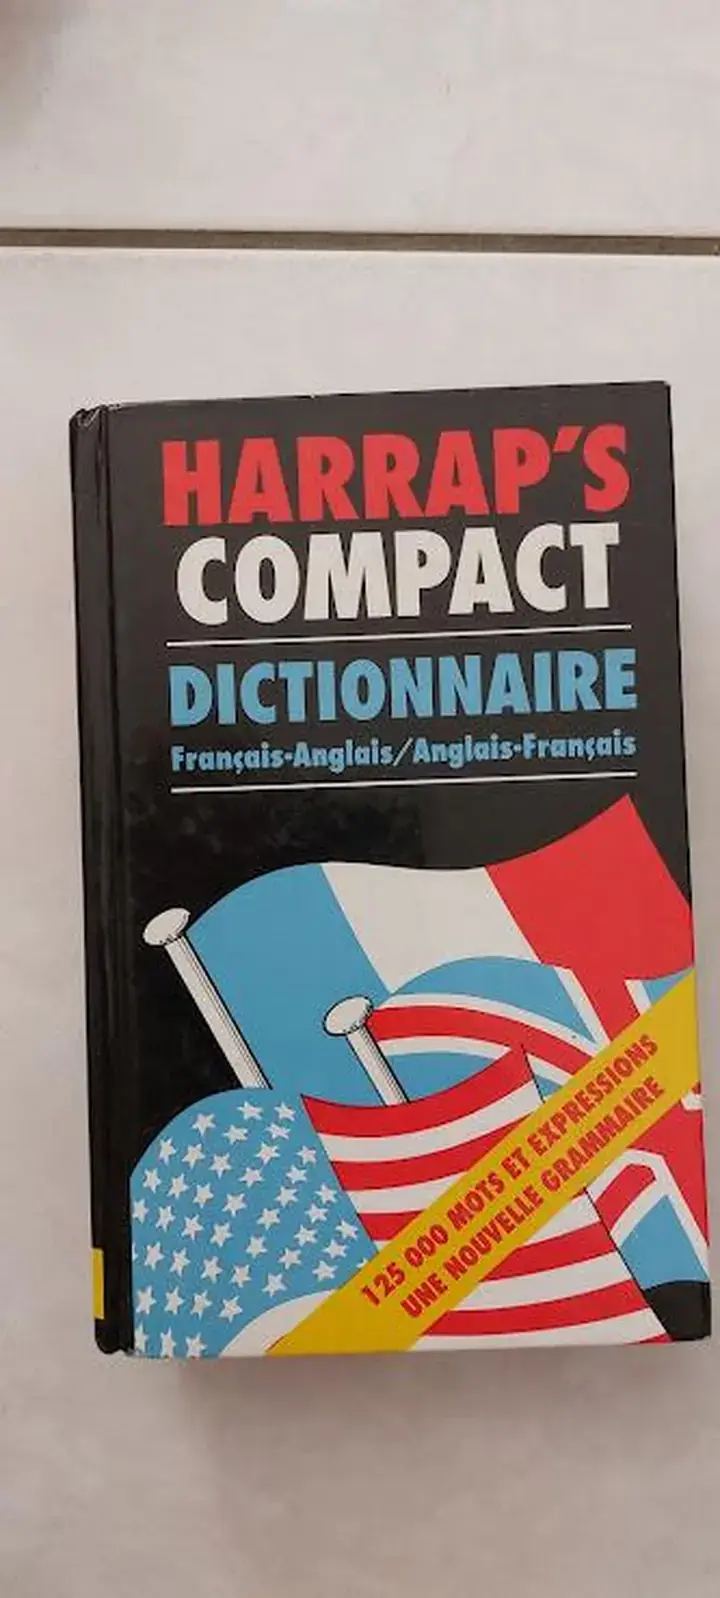 HARRAP'S
COMPACT
DICTIONNAIRE
Français-Anglais/Anglais-Français
125 000 MOTS ET EXPRESSIONS
UNE NOUVELLE GRAMMAIRE